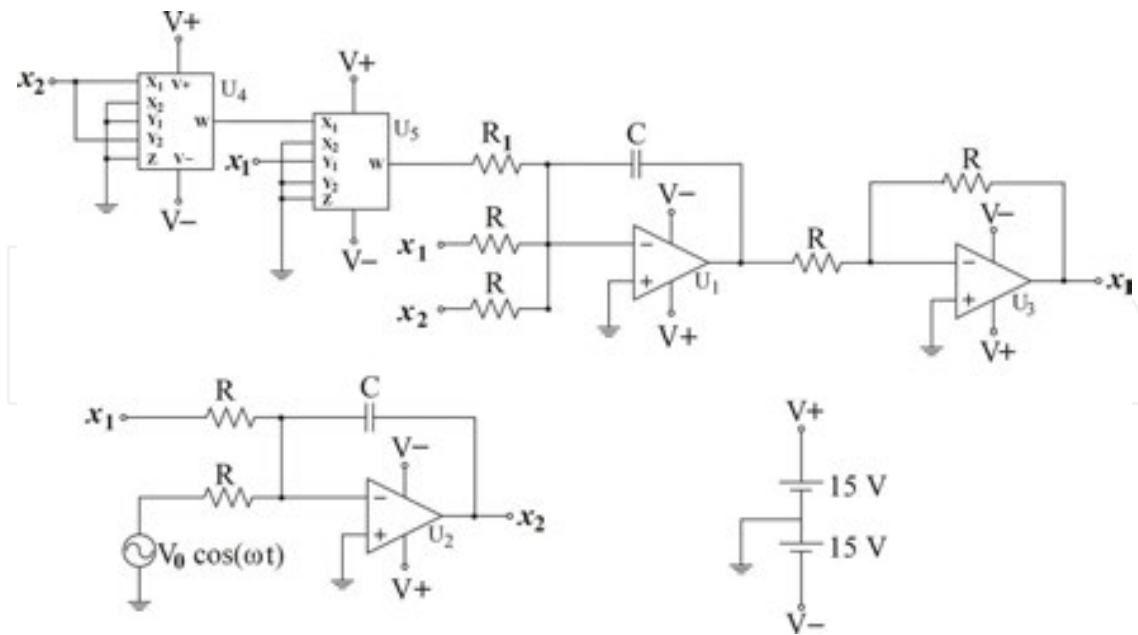 V+
x₂
X₁ V+
X₂
Y₁
Y₂
Z V−
W
U₄
V−
V+
X₁
X₂
Y₁
Y₂
Z
W
U₅
x₁
V−
R₁
C
x₁
R
x₂
R
V−
−
+
U₁
V+
R
R
V−
−
+
U₃
V+
x₁
x₁
R
C
R
V−
−
+
U₂
V+
x₂
V₀ cos(ωt)
V+
15 V
15 V
V−